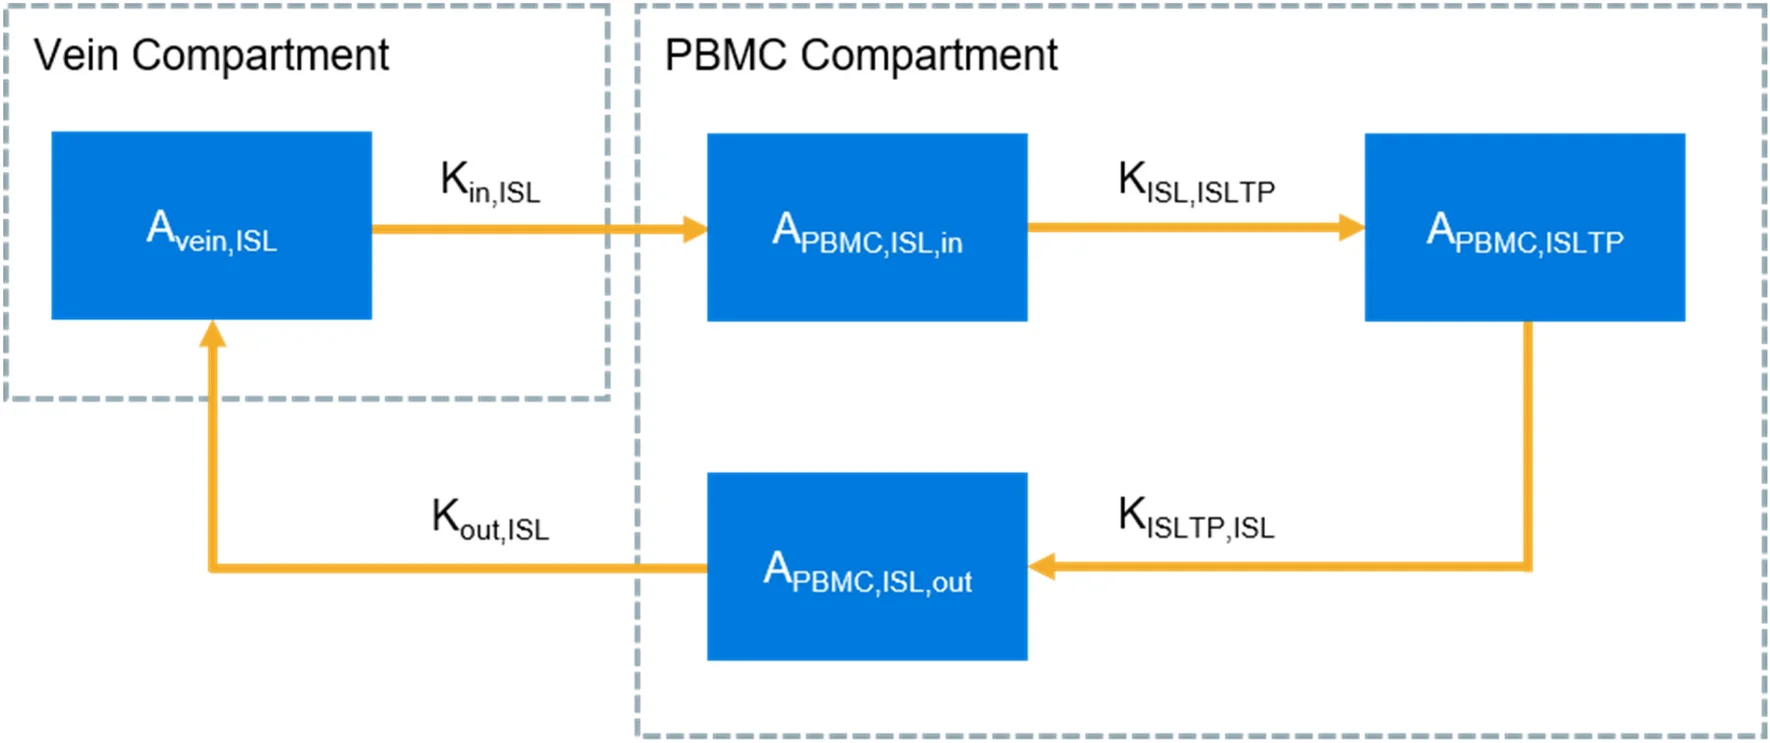 Vein Compartment
PBMC Compartment
Kin,ISL
KISL,ISLTP
Avein,ISL
APBMC,ISL,in
APBMC,ISLTP
Kout,ISL
KISLTP,ISL
APBMC,ISL,out